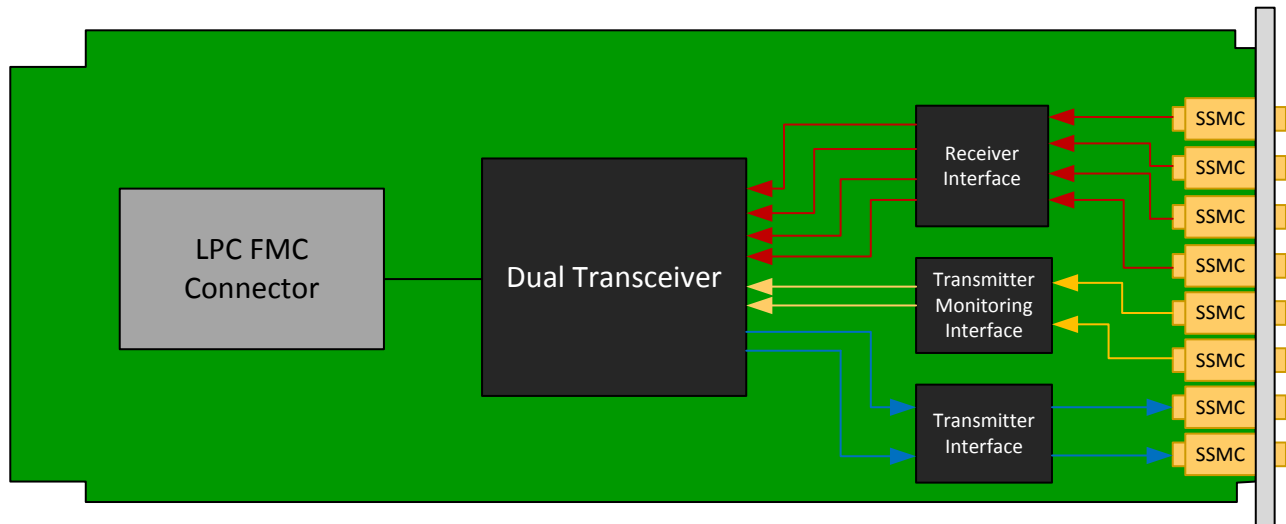 LPC FMC
Connector
Dual Transceiver
Receiver
Interface
Transmitter
Monitoring
Interface
Transmitter
Interface
SSMC
SSMC
SSMC
SSMC
SSMC
SSMC
SSMC
SSMC